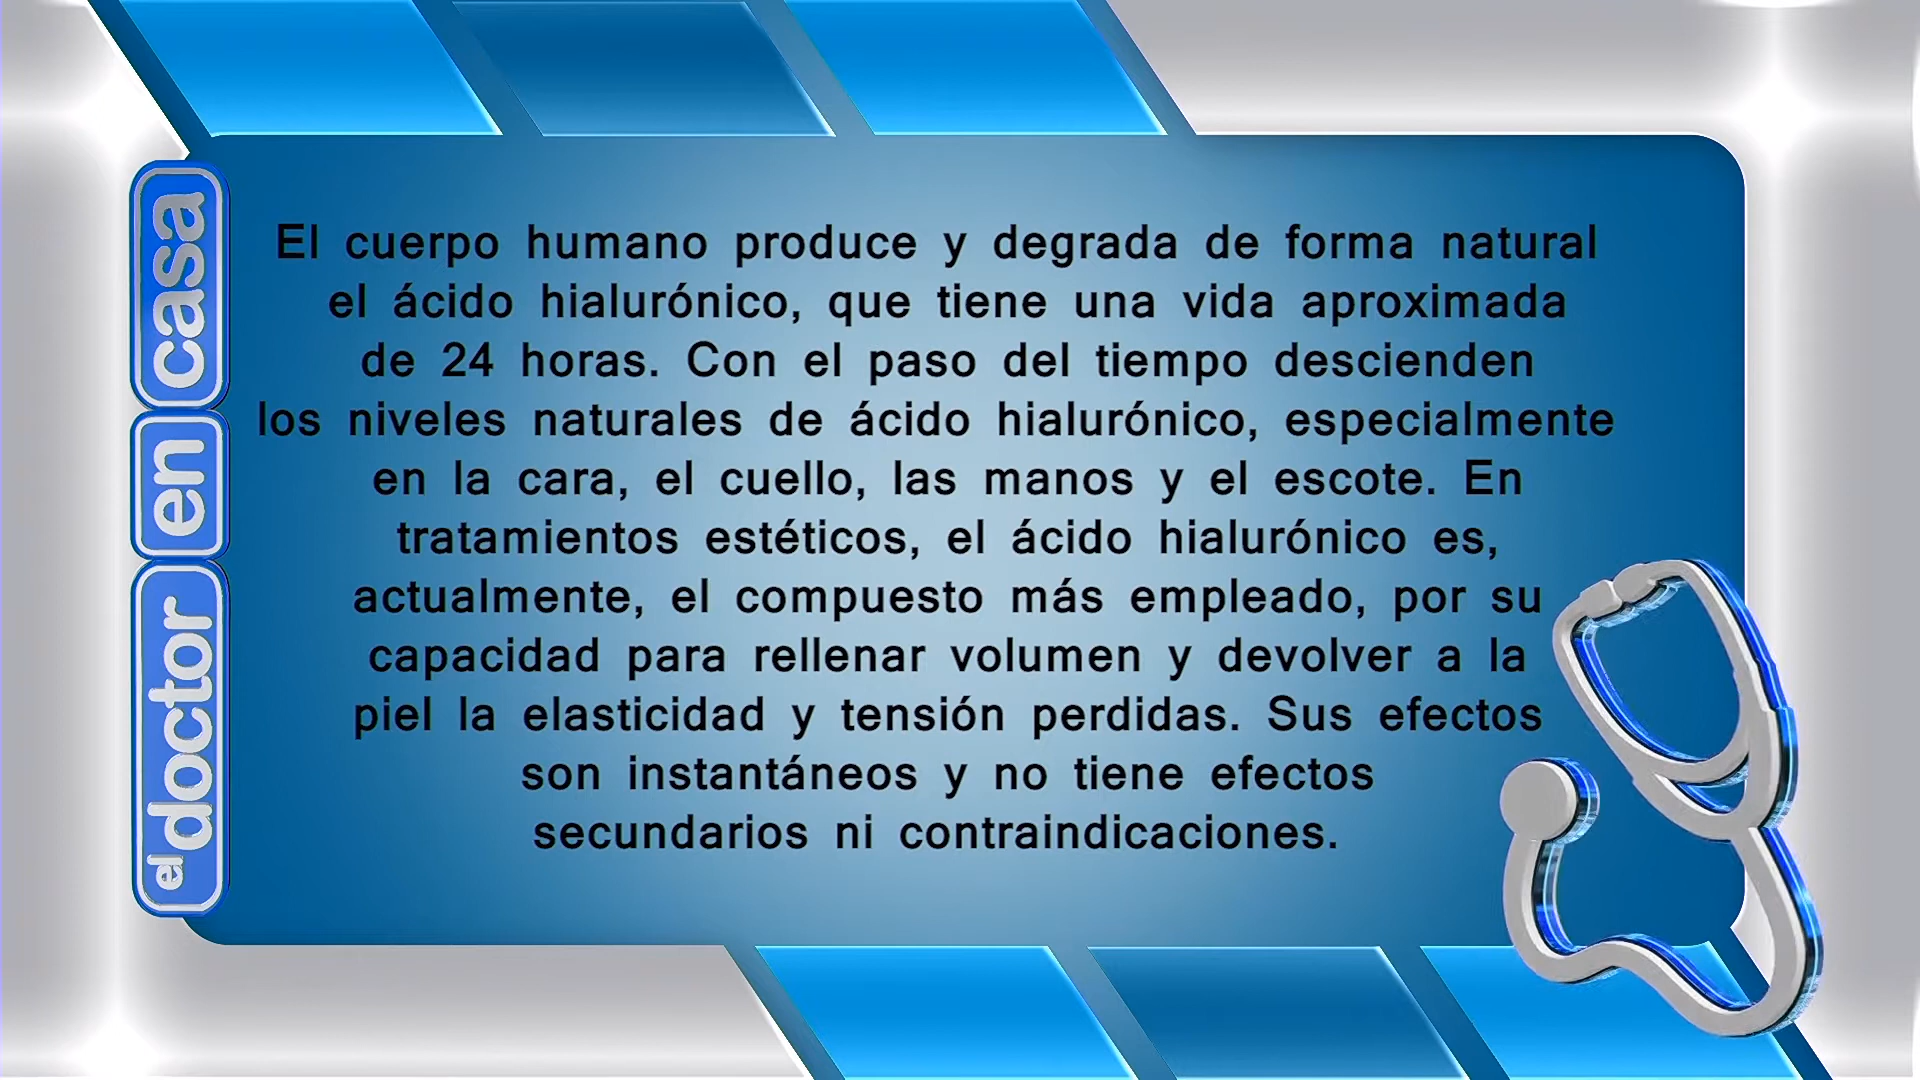 El cuerpo humano produce y degrada de forma natural
el ácido hialurónico, que tiene una vida aproximada
de 24 horas. Con el paso del tiempo descienden
los niveles naturales de ácido hialurónico, especialmente
en la cara, el cuello, las manos y el escote. En
tratamientos estéticos, el ácido hialurónico es,
actualmente, el compuesto más empleado, por su
capacidad para rellenar volumen y devolver a la
piel la elasticidad y tensión perdidas. Sus efectos
son instantáneos y no tiene efectos
secundarios ni contraindicaciones.
el doctor en casa